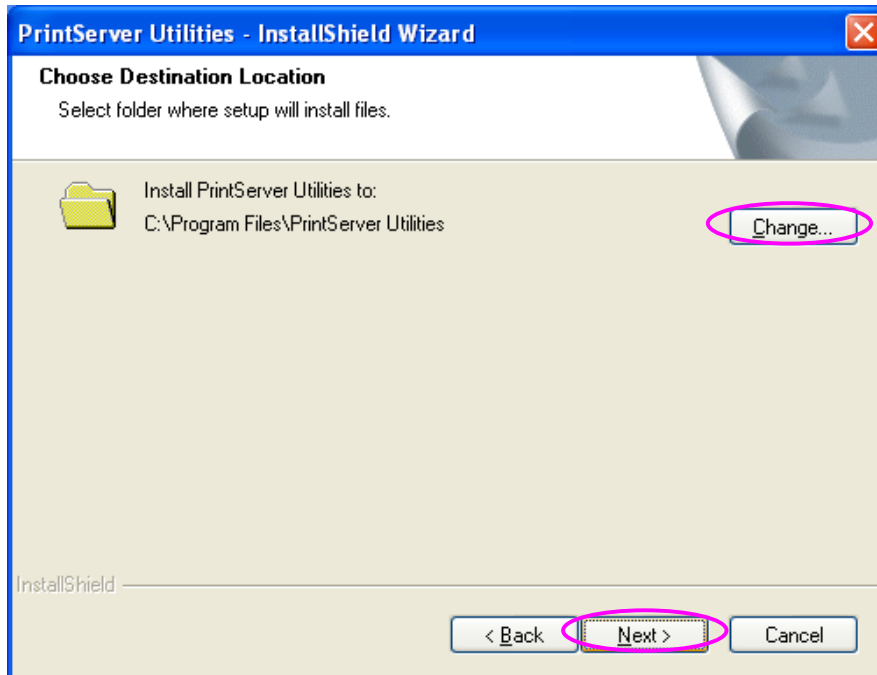 PrintServer Utilities - InstallShield Wizard
Choose Destination Location
Select folder where setup will install files.
Install PrintServer Utilities to:
C:\Program Files\PrintServer Utilities
Change...
InstallShield
< Back Next > Cancel